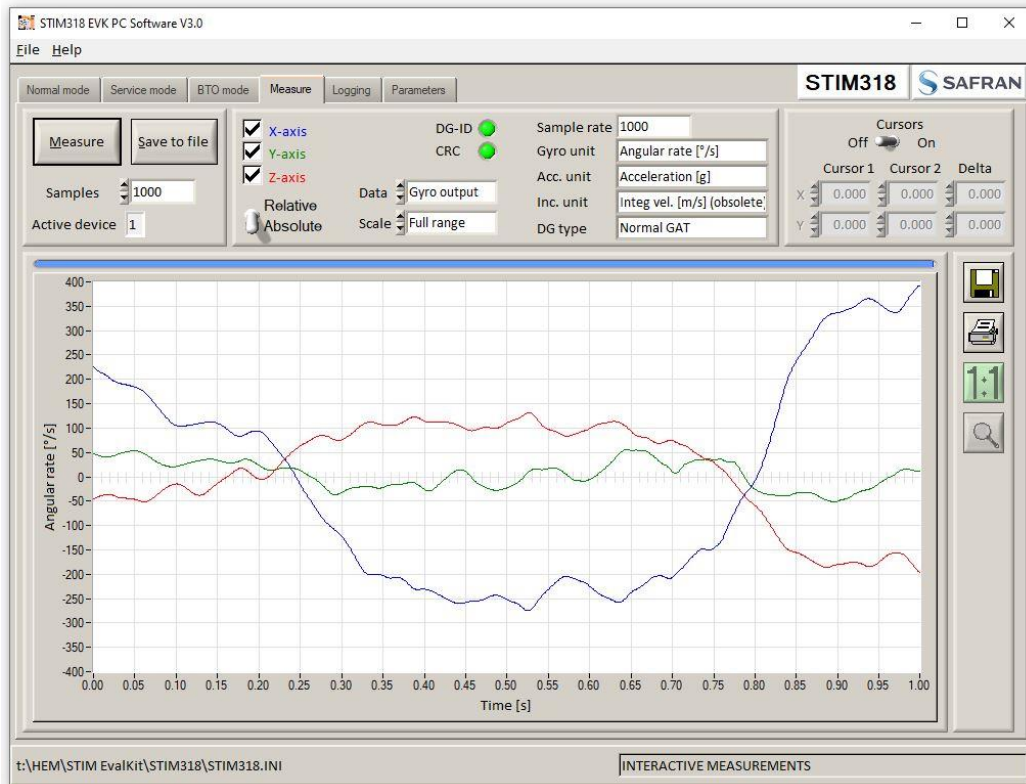 STIM318 EVK PC Software V3.0
File Help
Normal mode Service mode BTO mode Measure Logging Parameters
STIM318 SAFRAN
Measure Save to file
Samples 1000
Active device 1
X-axis
Y-axis
Z-axis
Relative
Absolute
DG-ID
CRC
Data Gyro output
Scale Full range
Sample rate 1000
Gyro unit Angular rate [°/s]
Acc. unit Acceleration [g]
Inc. unit Integ vel. [m/s] (obsolete)
DG type Normal GAT
Cursors
Off On
Cursor 1 Cursor 2 Delta
X 0.000 0.000 0.000
Y 0.000 0.000 0.000
Angular rate [°/s]
400
350
300
250
200
150
100
50
0
-50
-100
-150
-200
-250
-300
-350
-400
0.00 0.05 0.10 0.15 0.20 0.25 0.30 0.35 0.40 0.45 0.50 0.55 0.60 0.65 0.70 0.75 0.80 0.85 0.90 0.95 1.00
Time [s]
1:1
t:\HEM\STIM EvalKit\STIM318\STIM318.INI
INTERACTIVE MEASUREMENTS